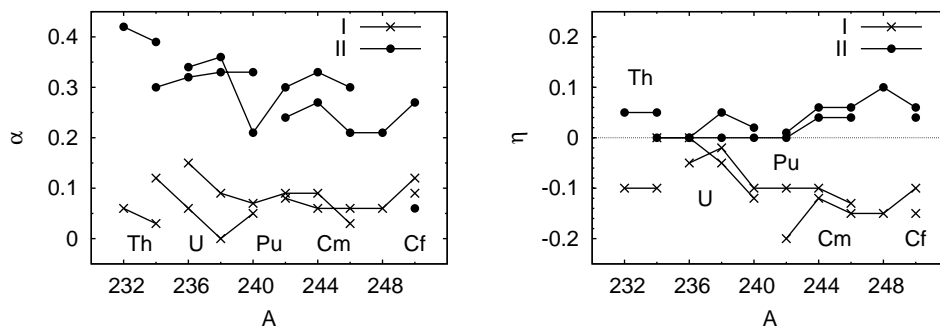 I
II
0.4
0.3
0.2
0.1
0
α
Th U Pu Cm Cf
232 236 240 244 248
A
I
II
0.2
0.1
0
-0.1
-0.2
η
Th
Pu
U
Cm Cf
232 236 240 244 248
A